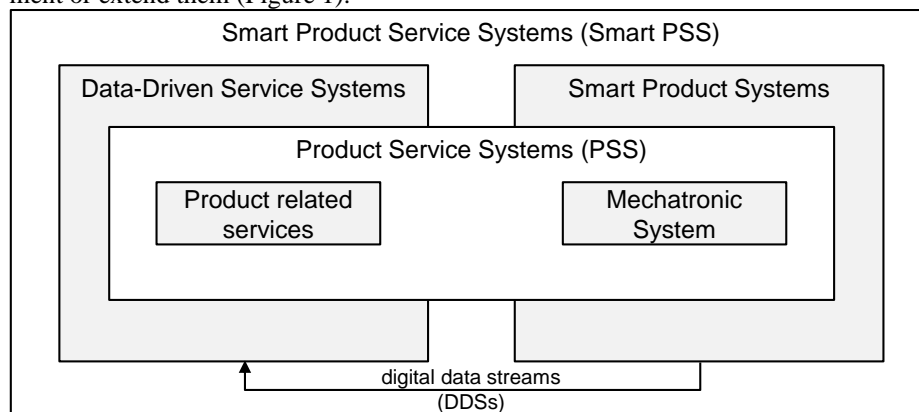 ment or extend them (Figure 1).
Smart Product Service Systems (Smart PSS)
Data-Driven Service Systems
Smart Product Systems
Product Service Systems (PSS)
Product related
services
Mechatronic
System
digital data streams
(DDSs)